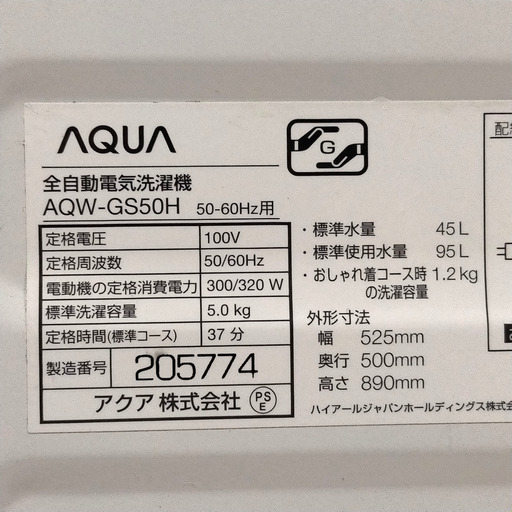 AQUA
G
全自動電気洗濯機
AQW-GS50H 50-60Hz用
定格電圧 100V
定格周波数 50/60Hz
電動機の定格消費電力 300/320 W
標準洗濯容量 5.0 kg
定格時間(標準コース) 37 分
製造番号 205774
アクア 株式会社 PS E
・標準水量 45L
・標準使用水量 95L
・おしゃれ着コース時 1.2kg
の洗濯容量
外形寸法
幅 525mm
奥行 500mm
高さ 890mm
ハイアールジャパンホールディングス株式
配